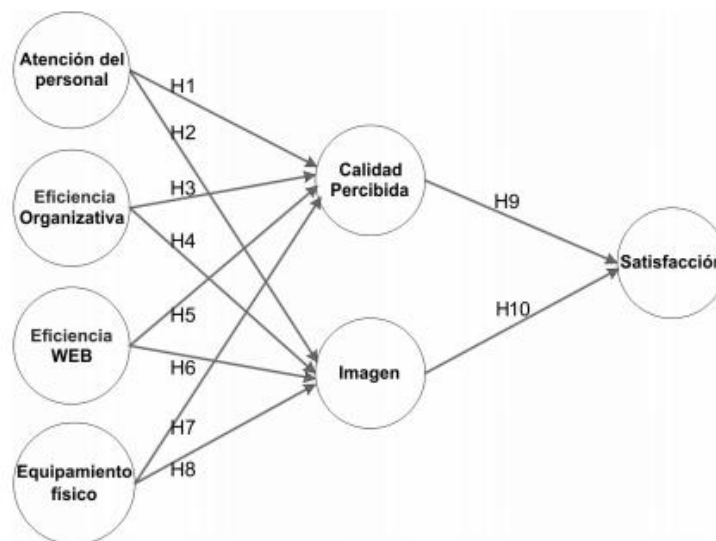 Atención del
personal
H1
H2
Eficiencia
Organizativa
H3
H4
Calidad
Percibida
H9
Satisfacción
Eficiencia
WEB
H5
H6
Imagen
H10
Equipamiento
físico
H7
H8